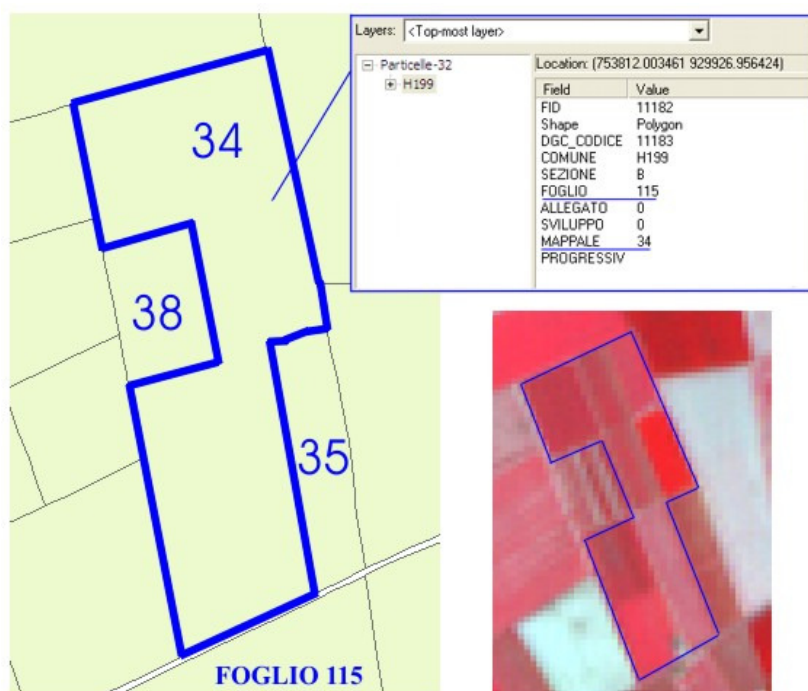 Layers: <Top-most layer>
Particelle-32
H199
Location: (753812.003461 929926.956424)
Field Value
FID 11182
Shape Polygon
DGC_CODICE 11183
COMUNE H199
SEZIONE B
FOGLIO 115
ALLEGATO 0
SVILUPPO 0
MAPPALE 34
PROGRESSIV
34
38
35
FOGLIO 115